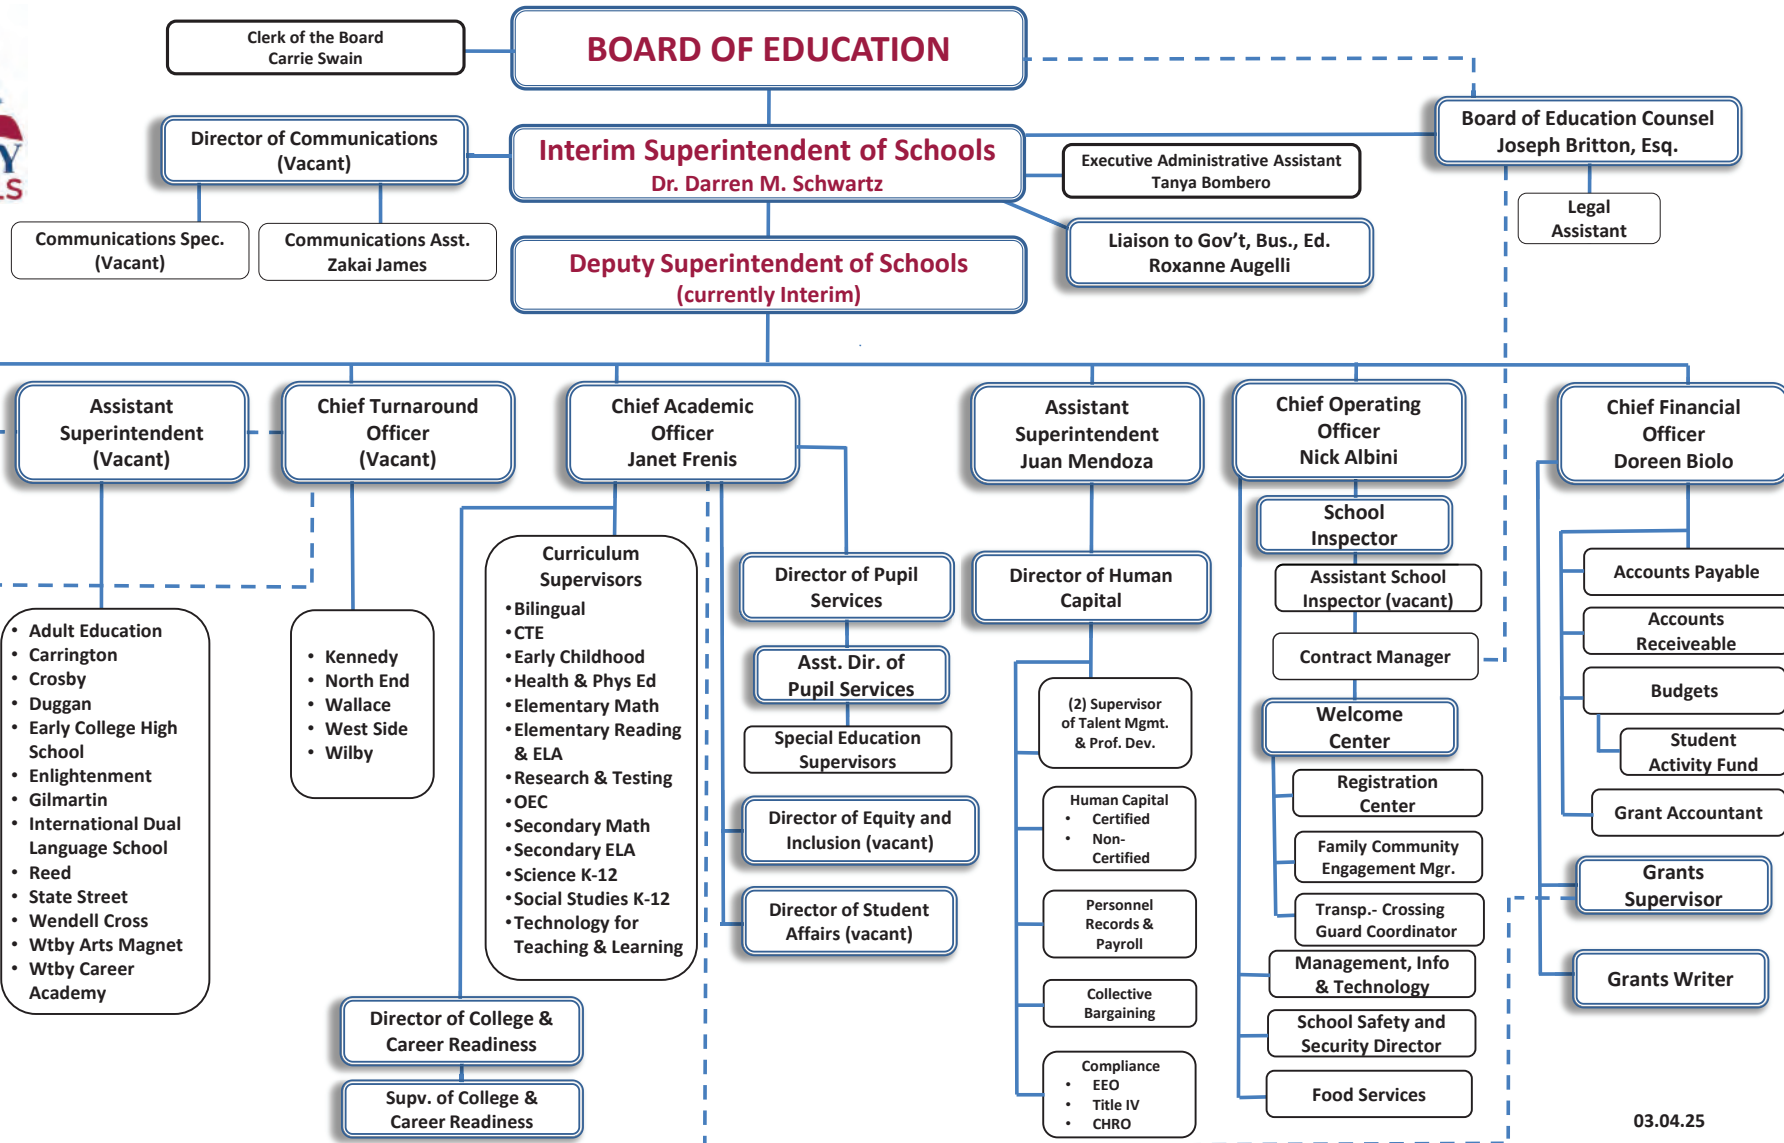 Clerk of the Board
Carrie Swain
BOARD OF EDUCATION
Board of Education Counsel
Joseph Britton, Esq.
Director of Communications
(Vacant)
Interim Superintendent of Schools
Dr. Darren M. Schwartz
Executive Administrative Assistant
Tanya Bombero
Legal
Assistant
Communications Spec.
(Vacant)
Communications Asst.
Zakai James
Liaison to Gov’t, Bus., Ed.
Roxanne Augelli
Deputy Superintendent of Schools
(currently Interim)
Assistant
Superintendent
(Vacant)
Chief Turnaround
Officer
(Vacant)
Chief Academic
Officer
Janet Frenis
Assistant
Superintendent
Juan Mendoza
Chief Operating
Officer
Nick Albini
Chief Financial
Officer
Doreen Biolo
• Adult Education
• Carrington
• Crosby
• Duggan
• Early College High
School
• Enlightenment
• Gilmartin
• International Dual
Language School
• Reed
• State Street
• Wendell Cross
• Wtby Arts Magnet
• Wtby Career
Academy
• Kennedy
• North End
• Wallace
• West Side
• Wilby
Curriculum
Supervisors
•Bilingual
•CTE
•Early Childhood
•Health & Phys Ed
•Elementary Math
•Elementary Reading
& ELA
•Research & Testing
•OEC
•Secondary Math
•Secondary ELA
•Science K-12
•Social Studies K-12
•Technology for
Teaching & Learning
Director of College &
Career Readiness
Supv. of College &
Career Readiness
Director of Pupil
Services
Asst. Dir. of
Pupil Services
Special Education
Supervisors
Director of Equity and
Inclusion (vacant)
Director of Student
Affairs (vacant)
Director of Human
Capital
(2) Supervisor
of Talent Mgmt.
& Prof. Dev.
Human Capital
• Certified
• Non-
Certified
Personnel
Records &
Payroll
Collective
Bargaining
Compliance
• EEO
• Title IV
• CHRO
School
Inspector
Assistant School
Inspector (vacant)
Contract Manager
Welcome
Center
Registration
Center
Family Community
Engagement Mgr.
Transp.- Crossing
Guard Coordinator
Management, Info
& Technology
School Safety and
Security Director
Food Services
Accounts Payable
Accounts
Receiveable
Budgets
Student
Activity Fund
Grant Accountant
Grants
Supervisor
Grants Writer
03.04.25